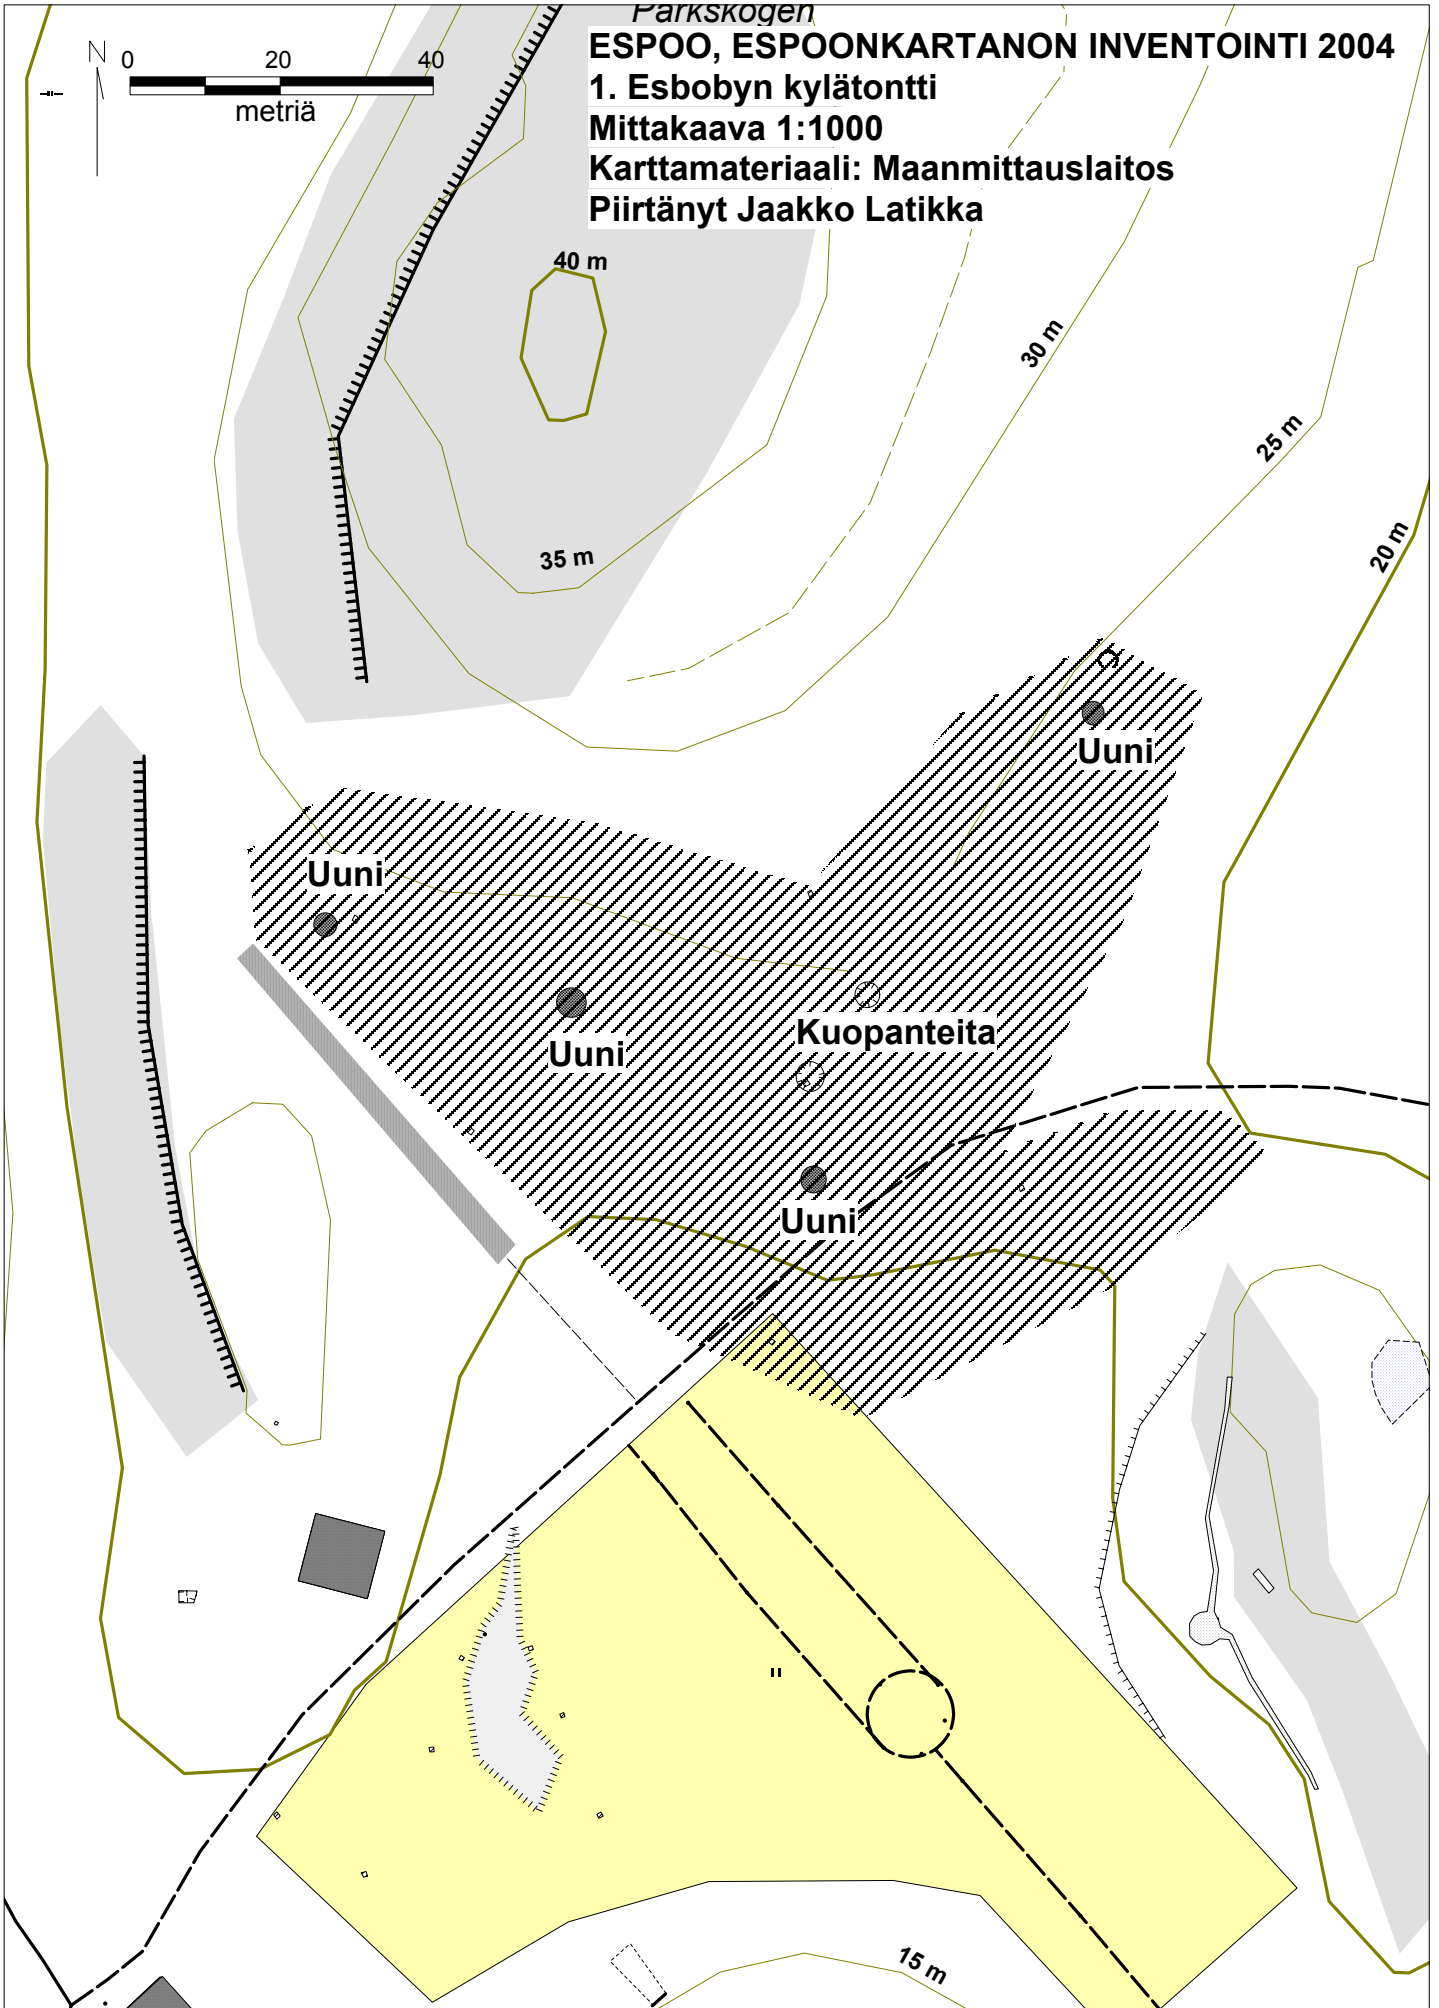 Parkskogen
ESPOO, ESPOONKARTANON INVENTOINTI 2004
1. Esbobyn kylätontti
Mittakaava 1:1000
Karttamateriaali: Maanmittauslaitos
Piirtänyt Jaakko Latikka
N
0 20 40
metriä
40 m
30 m
25 m
20 m
35 m
Uuni
Uuni
Uuni
Kuopanteita
Uuni
15 m